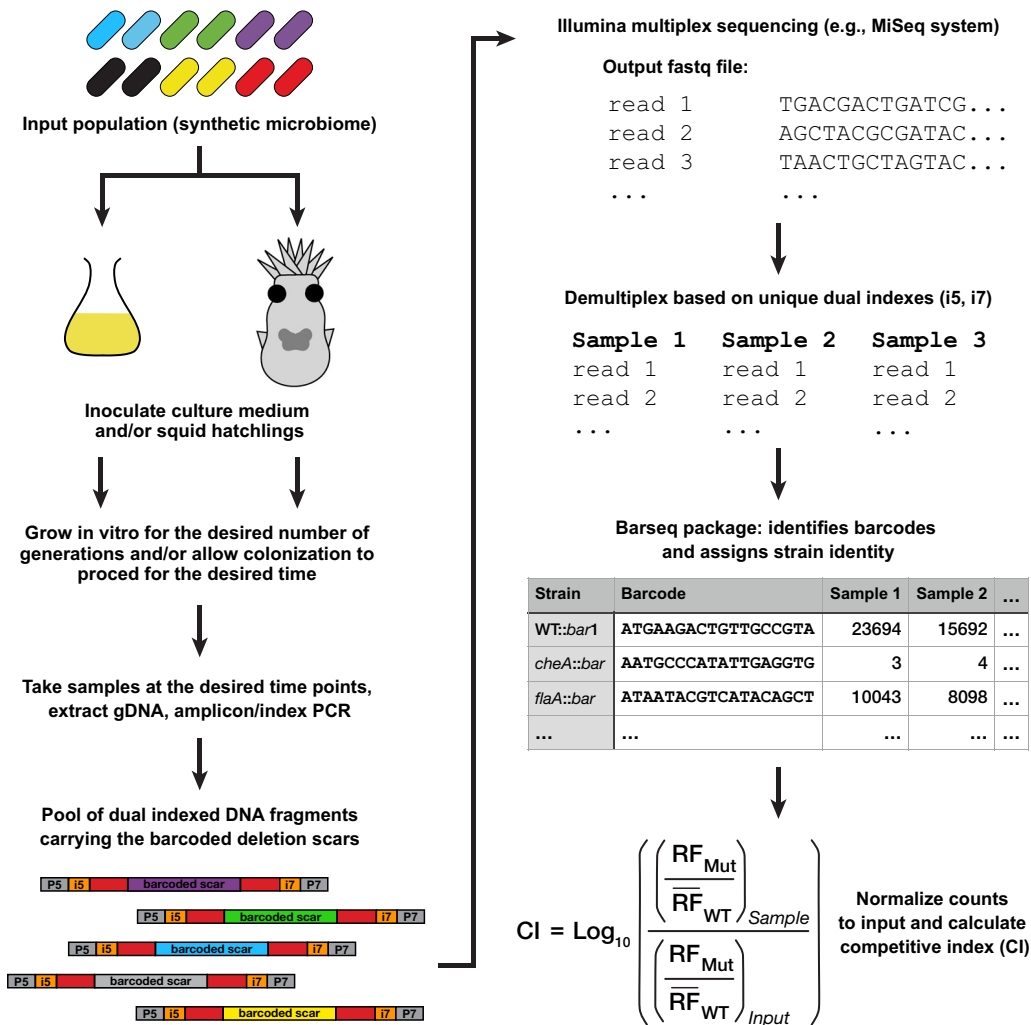 Input population (synthetic microbiome)
Inoculate culture medium
and/or squid hatchlings
Grow in vitro for the desired number of
generations and/or allow colonization to
proced for the desired time
Take samples at the desired time points,
extract gDNA, amplicon/index PCR
Pool of dual indexed DNA fragments
carrying the barcoded deletion scars
P5 i5 barcoded scar i7 P7
P5 i5 barcoded scar i7 P7
P5 i5 barcoded scar i7 P7
P5 i5 barcoded scar i7 P7
P5 i5 barcoded scar i7 P7
Illumina multiplex sequencing (e.g., MiSeq system)
Output fastq file:
read 1 TGACGACTGATCG...
read 2 AGCTACGCGATAC...
read 3 TAACTGCTAGTAC...
... ...
Demultiplex based on unique dual indexes (i5, i7)
Sample 1 Sample 2 Sample 3
read 1 read 1 read 1
read 2 read 2 read 2
... ... ...
Barseq package: identifies barcodes
and assigns strain identity
Strain Barcode Sample 1 Sample 2 ...
WT::bar1 ATGAAGACTGTTGCCGTA 23694 15692 ...
cheA::bar AATGCCCATATTGAGGTG 3 4 ...
flaA::bar ATAATACGTCATACAGCT 10043 8098 ...
... ... ... ... ...
CI = Log10 (((RF Mut / R̅F̅ WT) Sample) / ((RF Mut / R̅F̅ WT) Input))
Normalize counts
to input and calculate
competitive index (CI)